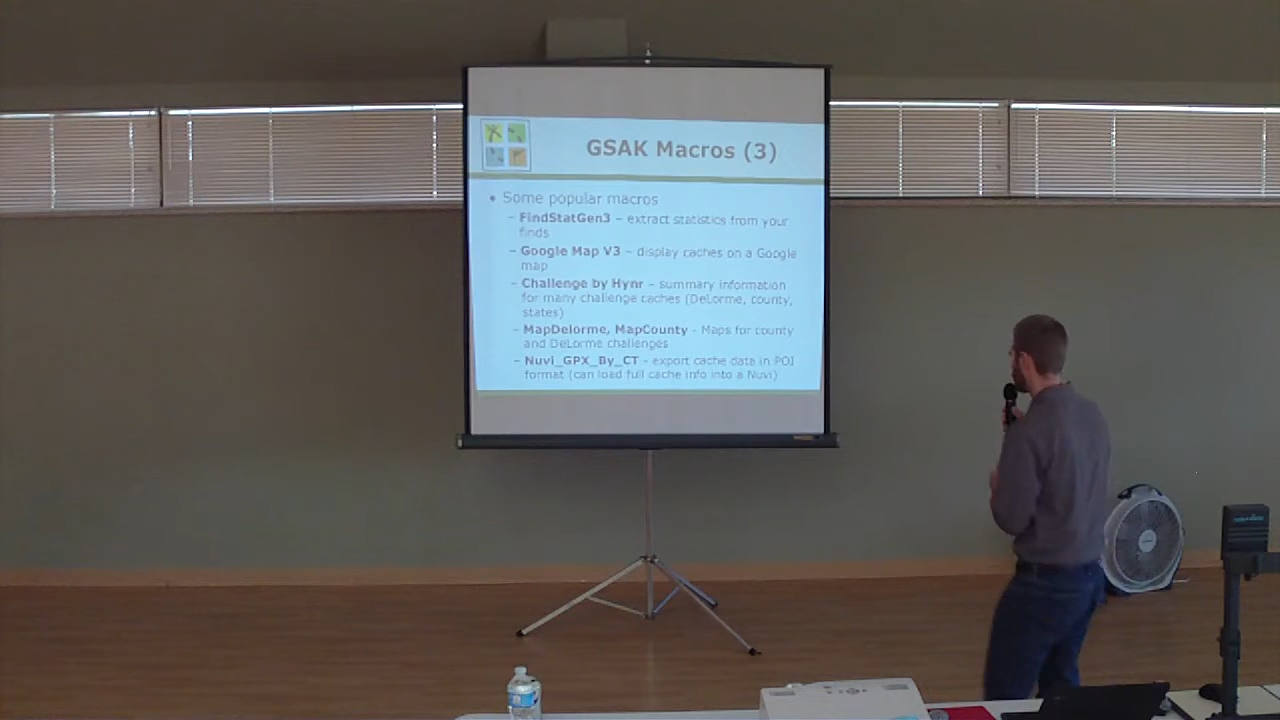 GSAK Macros (3)
• Some popular macros
– FindStatGen3 – extract statistics from your
finds
– Google Map V3 – display caches on a Google
map
– Challenge by Hynr – summary information
for many challenge caches (DeLorme, county,
states)
– MapDelorme, MapCounty - Maps for county
and DeLorme challenges
– Nuvi_GPX_By_CT - export cache data in POI
format (can load full cache info into a Nuvi)